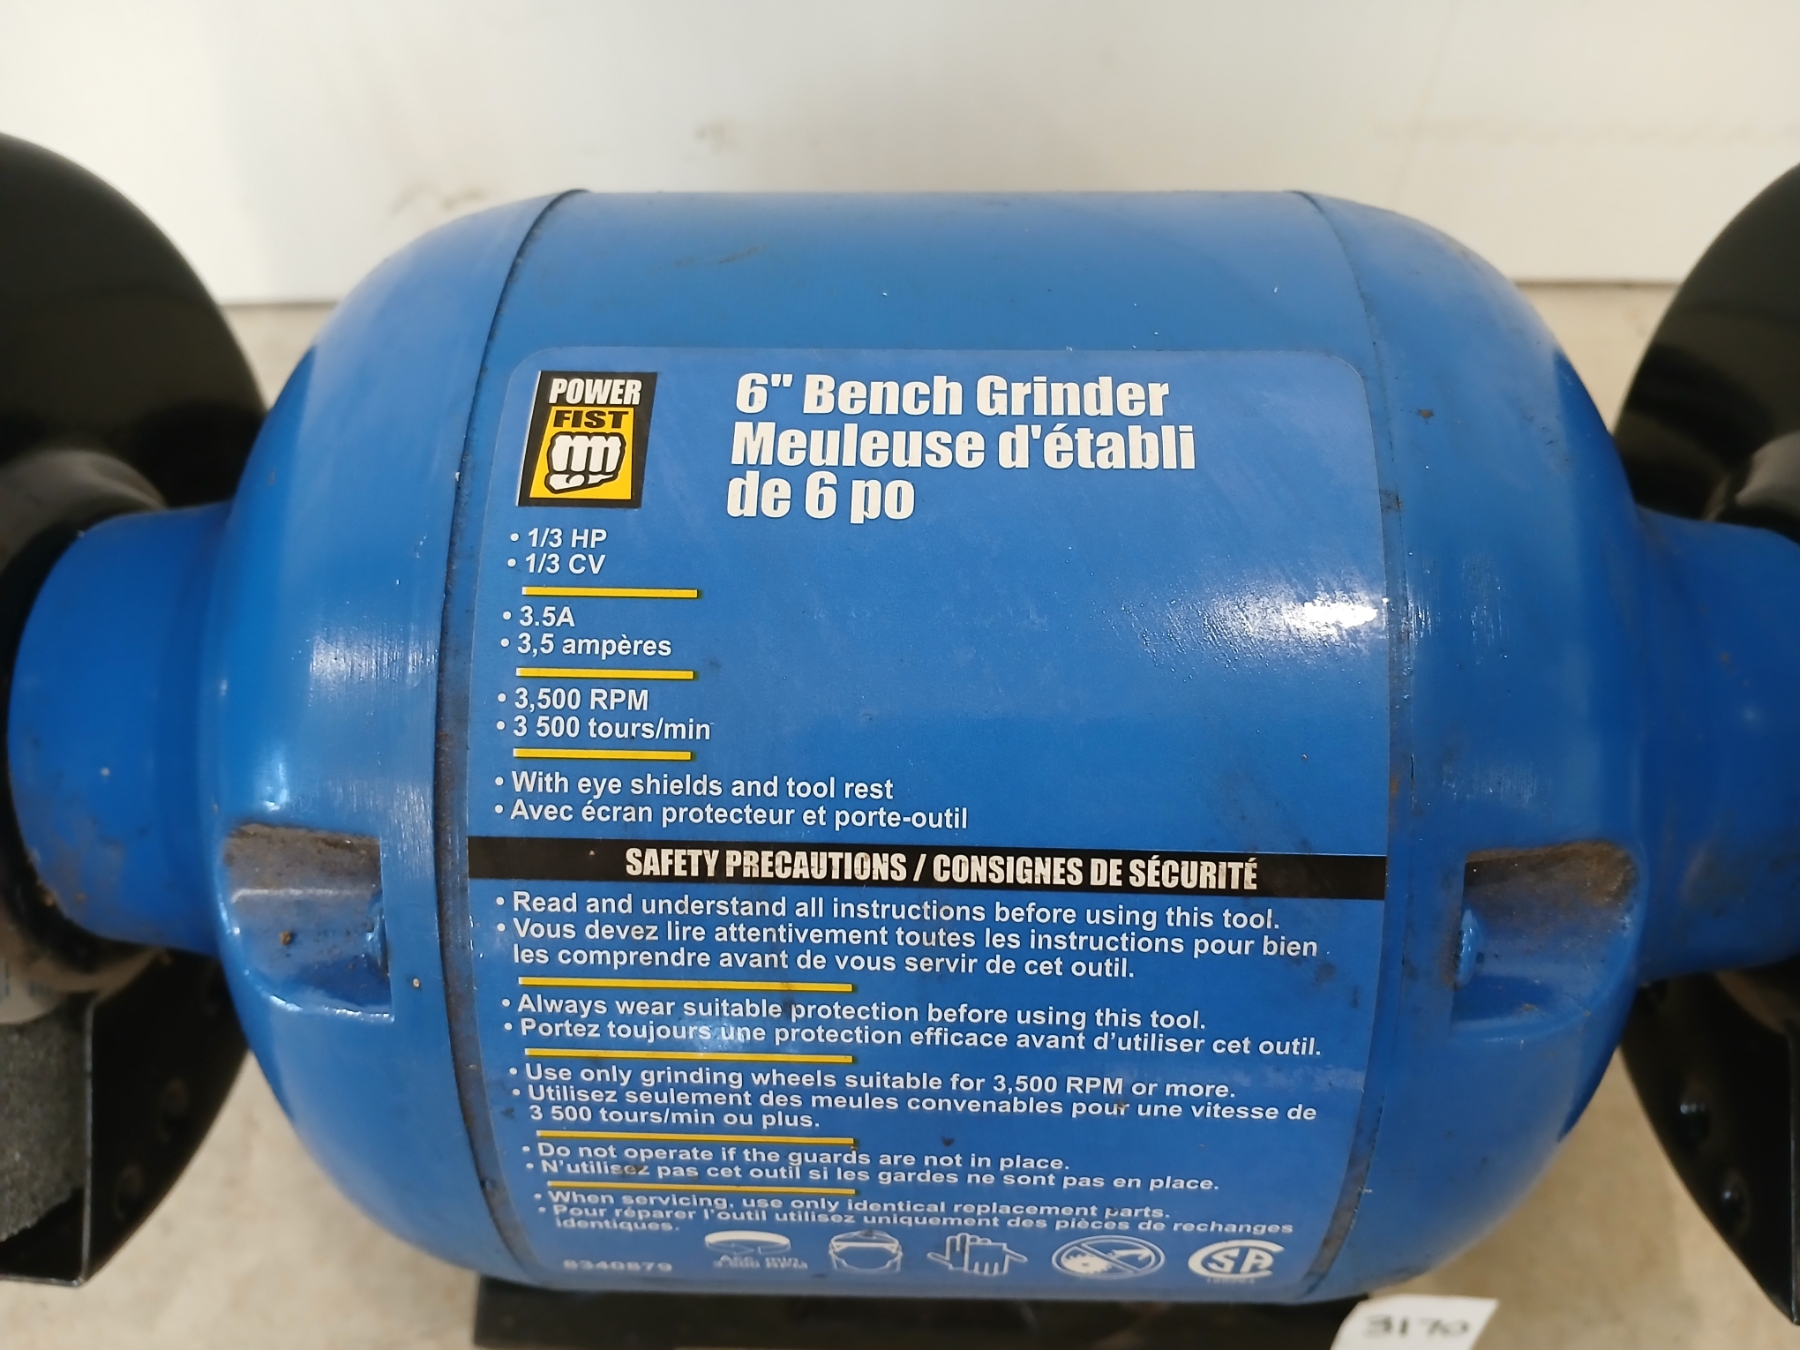 POWER
FIST
6" Bench Grinder
Meuleuse d'établi
de 6 po
• 1/3 HP
• 1/3 CV
• 3.5A
• 3,5 ampères
• 3,500 RPM
• 3 500 tours/min
• With eye shields and tool rest
• Avec écran protecteur et porte-outil
SAFETY PRECAUTIONS / CONSIGNES DE SÉCURITÉ
• Read and understand all instructions before using this tool.
• Vous devez lire attentivement toutes les instructions pour bien
les comprendre avant de vous servir de cet outil.
• Always wear suitable protection before using this tool.
• Portez toujours une protection efficace avant d'utiliser cet outil.
• Use only grinding wheels suitable for 3,500 RPM or more.
• Utilisez seulement des meules convenables pour une vitesse de
3 500 tours/min ou plus.
• Do not operate if the guards are not in place.
• N'utilisez pas cet outil si les gardes ne sont pas en place.
• When servicing, use only identical replacement parts.
• Pour réparer l'outil utilisez uniquement des pièces de rechanges
identiques.
8340879
3170